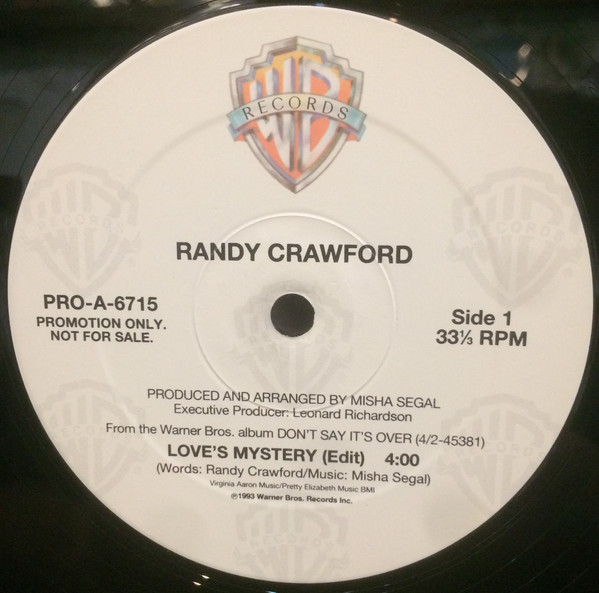 WB
RECORDS
RANDY CRAWFORD
PRO-A-6715
PROMOTION ONLY.
NOT FOR SALE.
Side 1
33⅓ RPM
PRODUCED AND ARRANGED BY MISHA SEGAL
Executive Producer: Leonard Richardson
From the Warner Bros. album DON'T SAY IT'S OVER (4/2-45381)
LOVE'S MYSTERY (Edit) 4:00
(Words: Randy Crawford/Music: Misha Segal)
Virginia Aaron Music/Pretty Elizabeth Music BMI
℗1993 Warner Bros. Records Inc.